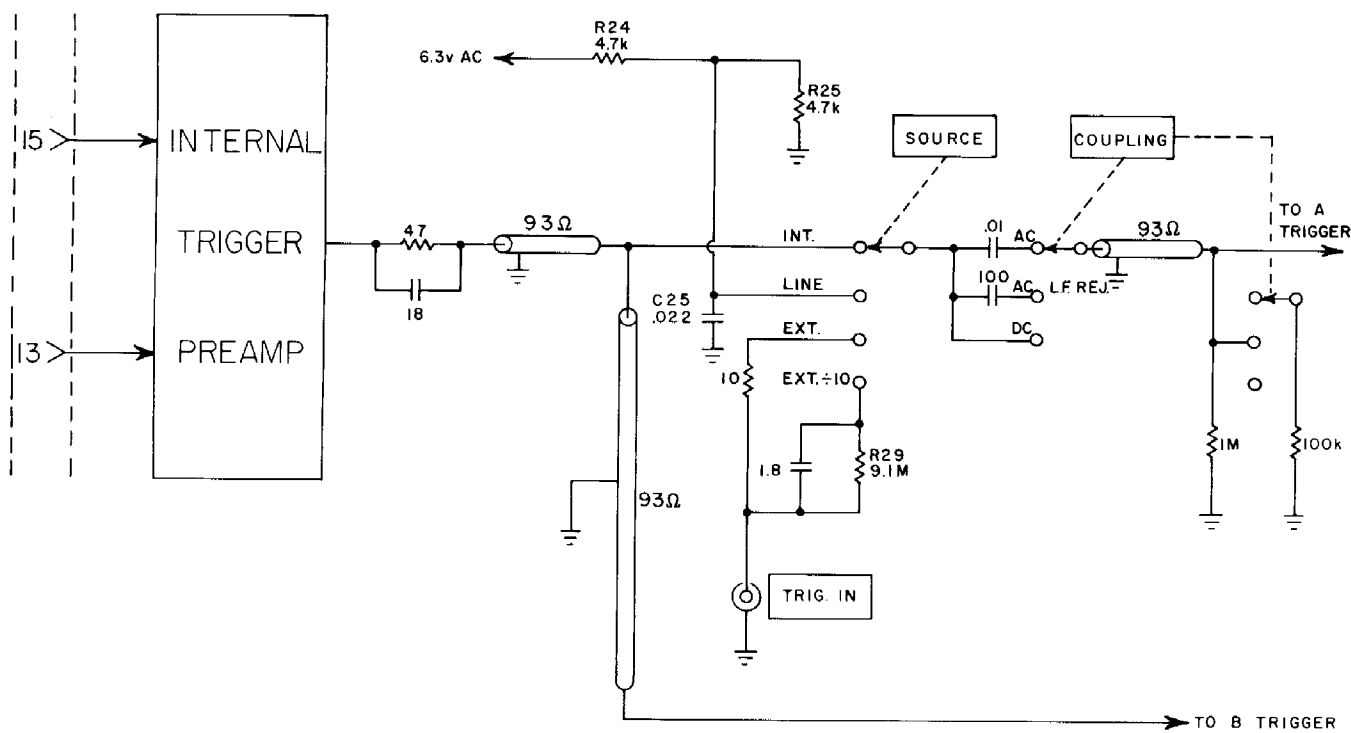 R24
4.7k
6.3v AC
R25
4.7k
15
INTERNAL
TRIGGER
13
PREAMP
47
18
93Ω
SOURCE
COUPLING
INT.
.01
AC
93Ω
TO A
TRIGGER
LINE
100
AC
L.F. REJ.
C25
.022
EXT.
DC
10
EXT.÷10
1.8
R29
9.1M
1M
100k
93Ω
TRIG. IN
TO B TRIGGER